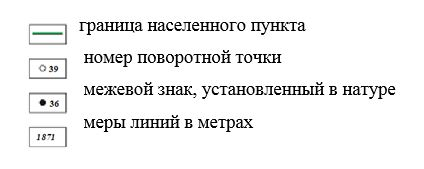 граница населенного пункта
39 номер поворотной точки
36 межевой знак, установленный в натуре
1871 меры линий в метрах